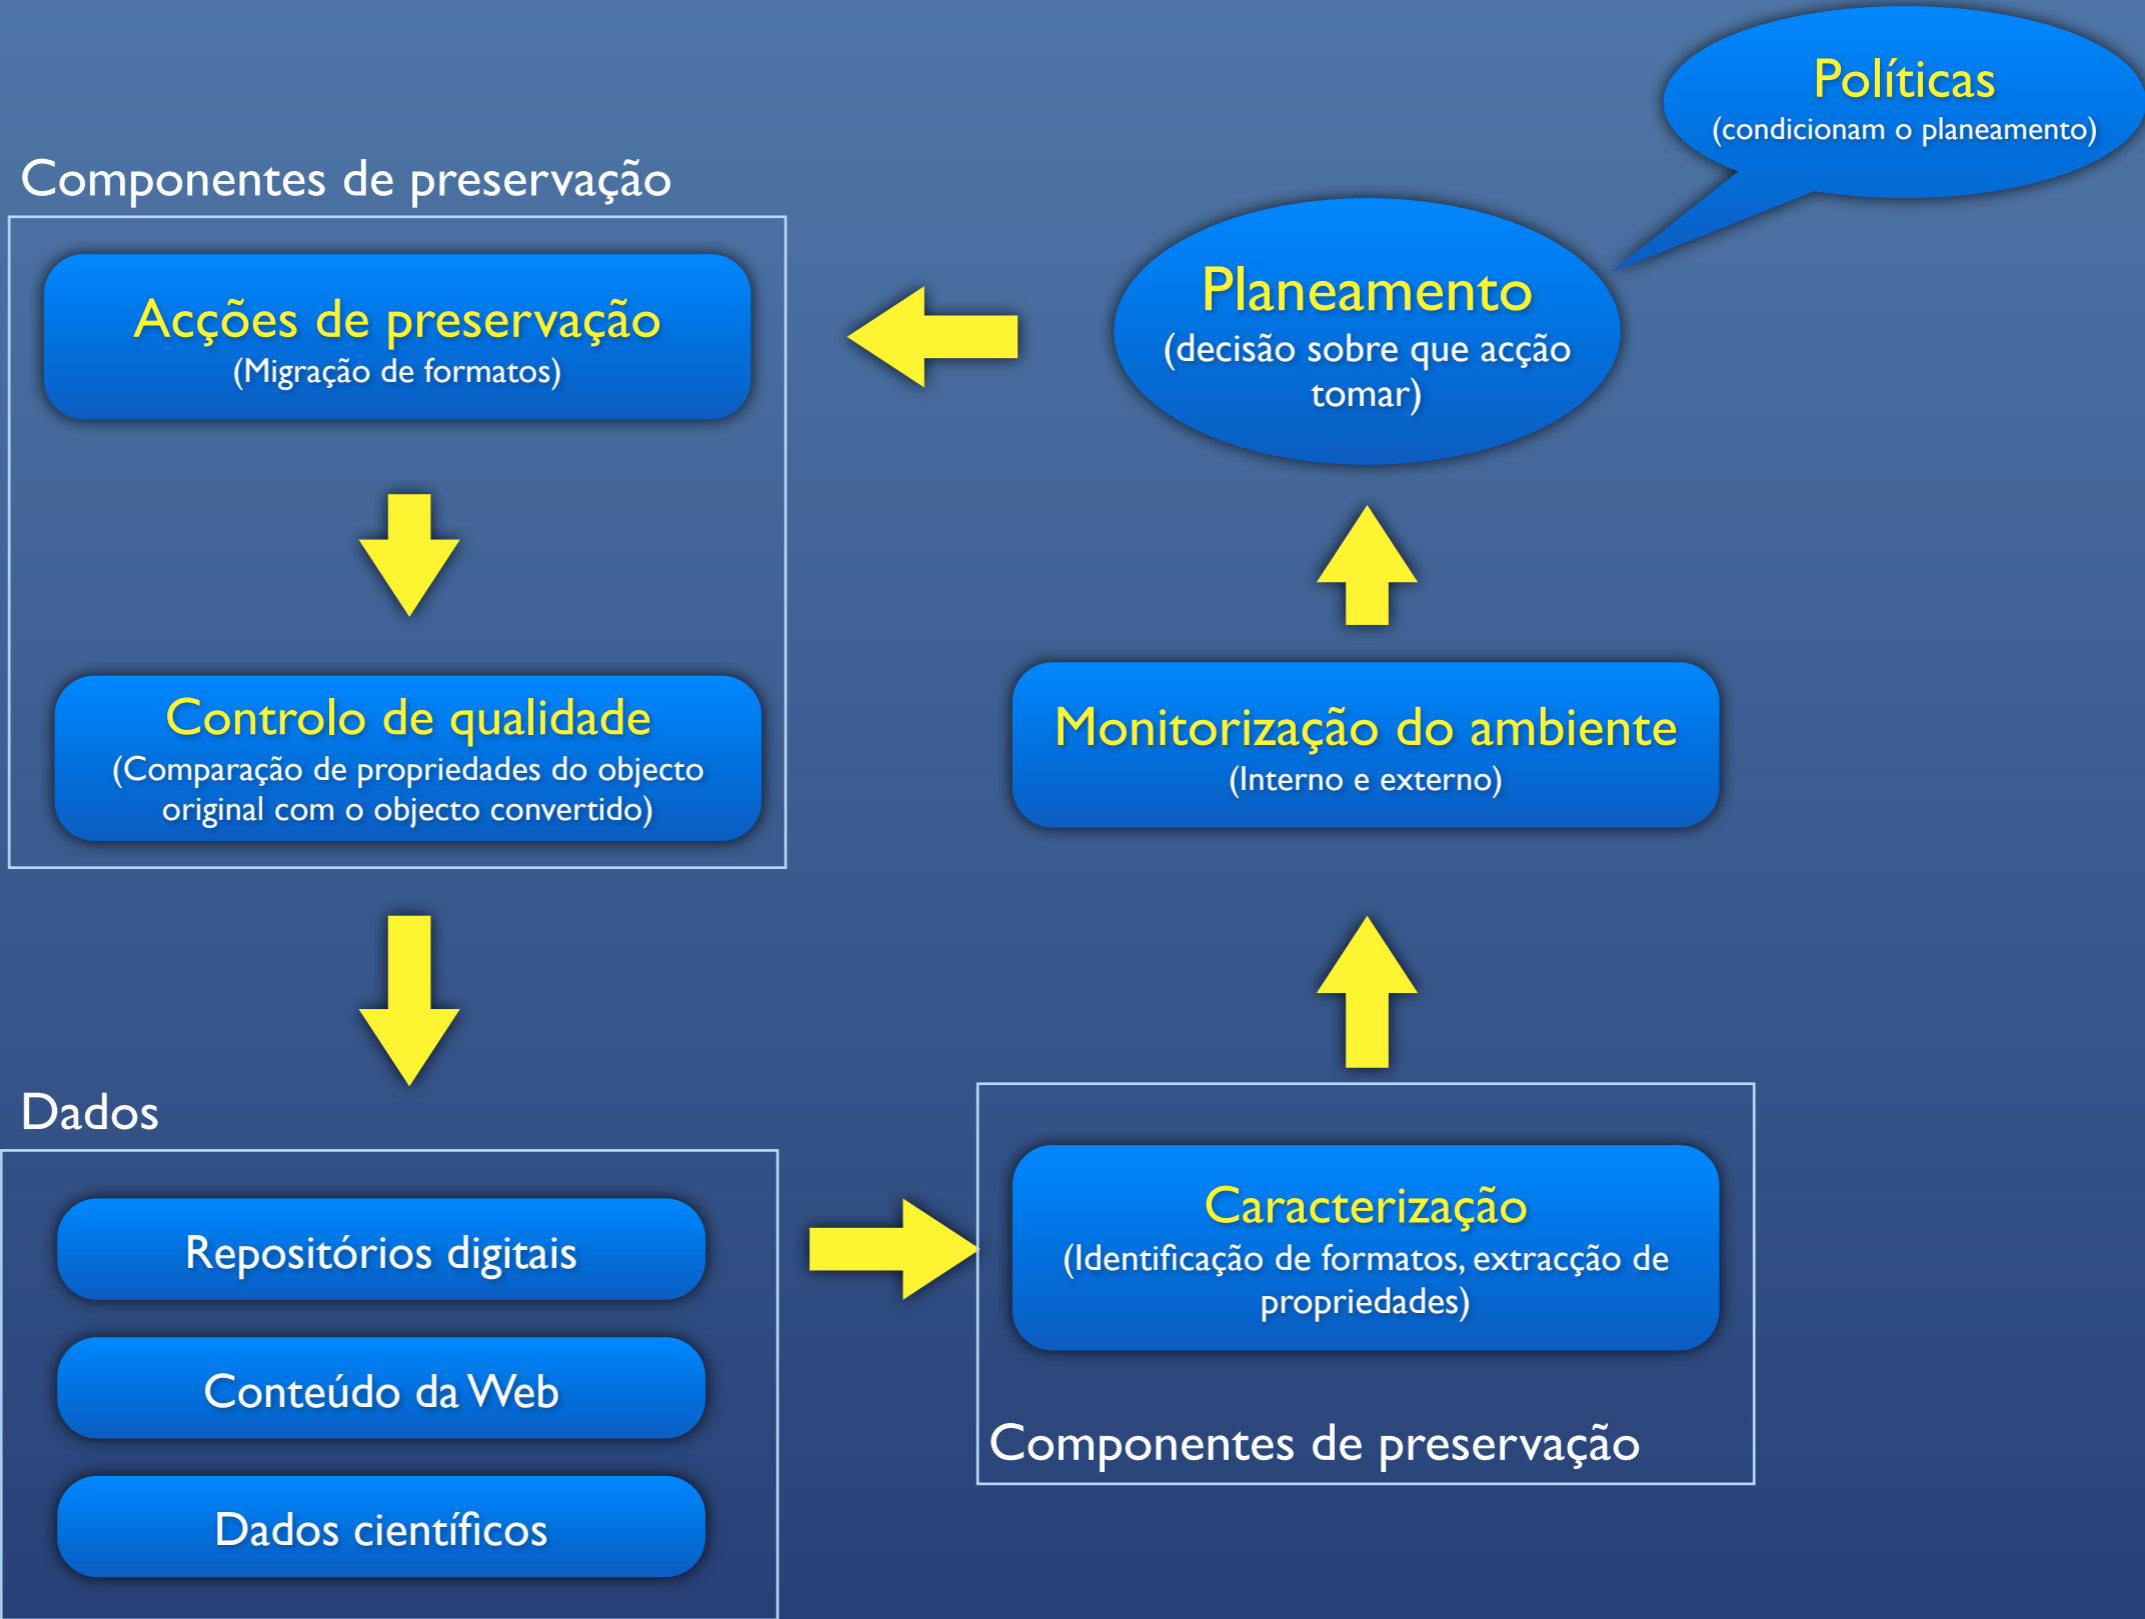 Políticas
(condicionam o planeamento)
Componentes de preservação
Acções de preservação
(Migração de formatos)
Planeamento
(decisão sobre que acção
tomar)
Controlo de qualidade
(Comparação de propriedades do objecto
original com o objecto convertido)
Monitorização do ambiente
(Interno e externo)
Dados
Repositórios digitais
Conteúdo da Web
Dados científicos
Caracterização
(Identificação de formatos, extracção de
propriedades)
Componentes de preservação